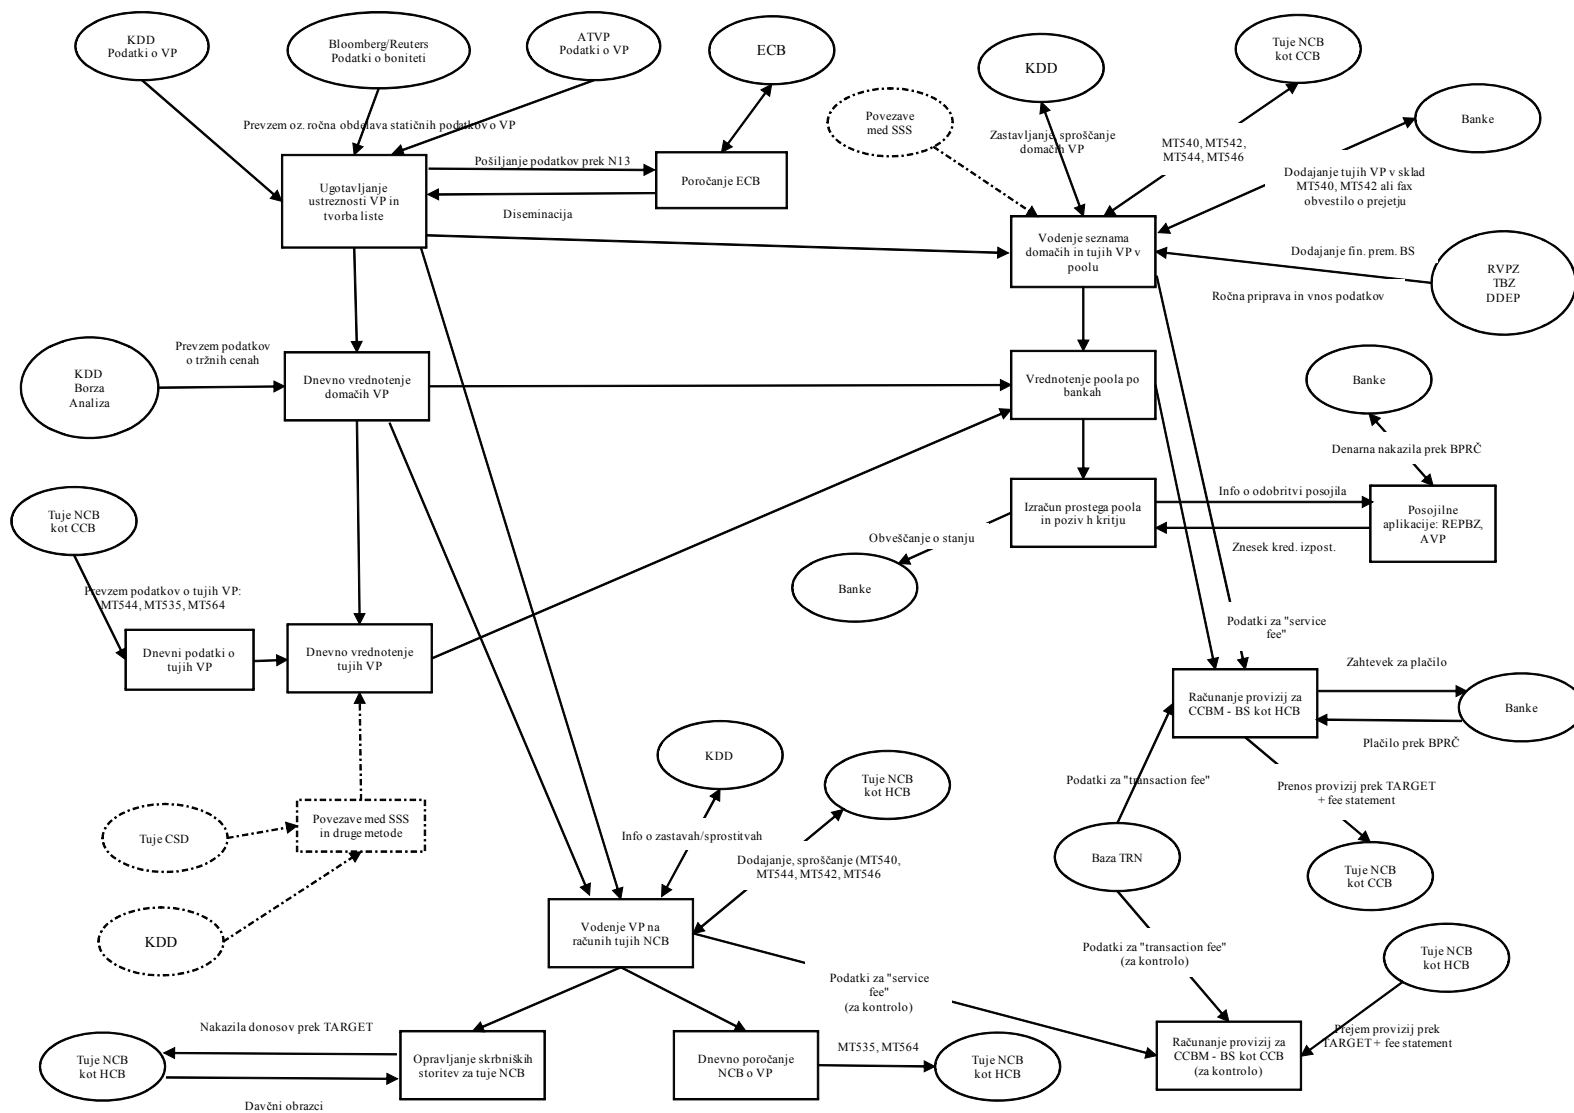 KDD
Podatki o VP
Bloomberg/Reuters
Podatki o boniteti
ATVP
Podatki o VP
ECB
KDD
Tuje NCB
kot CCB
Povezave
med SSS
Banke
Prevzem oz. ročna obdelava statičnih podatkov o VP
Zastavljanje, sproščanje
domačih VP
MT540, MT542,
MT544, MT546
Pošiljanje podatkov prek N13
Ugotavljanje
ustreznosti VP in
tvorba liste
Poročanje ECB
Diseminacija
Dodajanje tujih VP v sklad
MT540, MT542 ali fax
obvestilo o prejetju
Vodenje seznama
domačih in tujih VP v
poolu
Dodajanje fin. prem. BS
RVPZ
TBZ
DDEP
Ročna priprava in vnos podatkov
Prevzem podatkov
o tržnih cenah
KDD
Borza
Analiza
Dnevno vrednotenje
domačih VP
Vrednotenje poola po
bankah
Banke
Denarna nakazila prek BPRČ
Tuje NCB
kot CCB
Izračun prostega poola
in poziv h kritju
Info o odobritvi posojila
Posojilne
aplikacije: REPBZ,
AVP
Znesek kred. izpost.
Obveščanje o stanju
Banke
Prevzem podatkov o tujih VP:
MT544, MT535, MT564
Dnevni podatki o
tujih VP
Dnevno vrednotenje
tujih VP
Podatki za "service
fee"
Zahtevek za plačilo
Računanje provizij za
CCBM - BS kot HCB
Banke
Plačilo prek BPRČ
KDD
Tuje NCB
kot HCB
Podatki za "transaction fee"
Prenos provizij prek TARGET
+ fee statement
Tuje CSD
Povezave med SSS
in druge metode
Info o zastavah/sprostitvah
Dodajanje, sproščanje (MT540,
MT544, MT542, MT546
Baza TRN
Tuje NCB
kot CCB
KDD
Vodenje VP na
računih tujih NCB
Podatki za "transaction fee"
(za kontrolo)
Tuje NCB
kot HCB
Podatki za "service
fee"
(za kontrolo)
Nakazila donosov prek TARGET
Tuje NCB
kot HCB
Opravljanje skrbniških
storitev za tuje NCB
Davčni obrazci
Dnevno poročanje
NCB o VP
MT535, MT564
Tuje NCB
kot HCB
Računanje provizij za
CCBM - BS kot CCB
(za kontrolo)
Prejem provizij prek
TARGET + fee statement